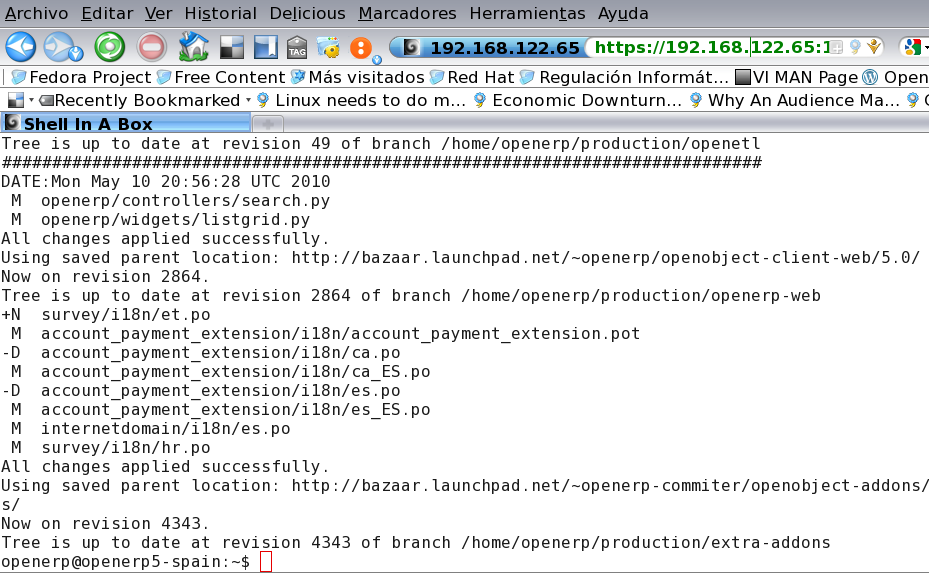 Archivo Editar Ver Historial Delicious Marcadores Herramientas Ayuda
TAG 192.168.122.65 https://192.168.122.65:1
Fedora Project Free Content Más visitados Red Hat Regulación Informát... VI MAN Page Open
Recently Bookmarked Linux needs to do m... Economic Downturn... Why An Audience Ma...
Shell In A Box
Tree is up to date at revision 49 of branch /home/openerp/production/openetl
############################################################################
DATE:Mon May 10 20:56:28 UTC 2010
 M  openerp/controllers/search.py
 M  openerp/widgets/listgrid.py
All changes applied successfully.
Using saved parent location: http://bazaar.launchpad.net/~openerp/openobject-client-web/5.0/
Now on revision 2864.
Tree is up to date at revision 2864 of branch /home/openerp/production/openerp-web
+N  survey/i18n/et.po
 M  account_payment_extension/i18n/account_payment_extension.pot
-D  account_payment_extension/i18n/ca.po
 M  account_payment_extension/i18n/ca_ES.po
-D  account_payment_extension/i18n/es.po
 M  account_payment_extension/i18n/es_ES.po
 M  internetdomain/i18n/es.po
 M  survey/i18n/hr.po
All changes applied successfully.
Using saved parent location: http://bazaar.launchpad.net/~openerp-commiter/openobject-addons/
s/
Now on revision 4343.
Tree is up to date at revision 4343 of branch /home/openerp/production/extra-addons
openerp@openerp5-spain:~$